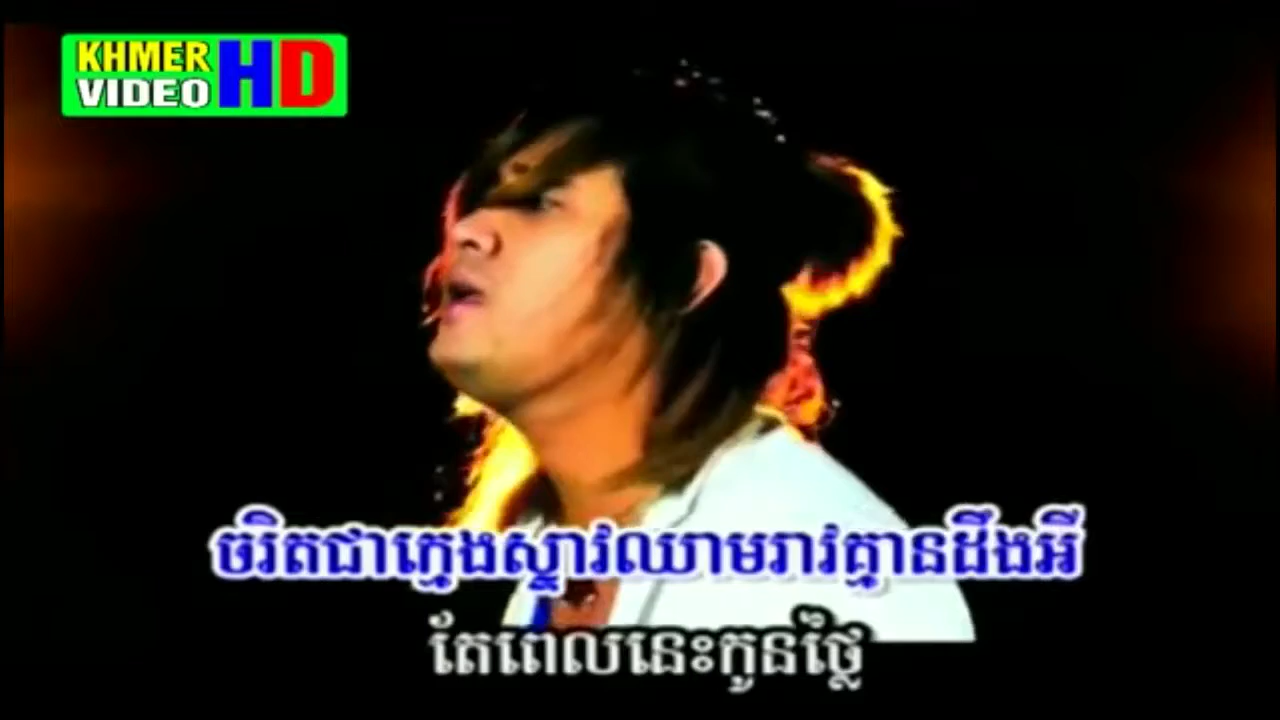 KHMER
VIDEO HD
ចរិតជាក្មេងស្ទាវឈាមរាវគ្មានដឹងអី
តែពេលនេះកូនថ្លៃ